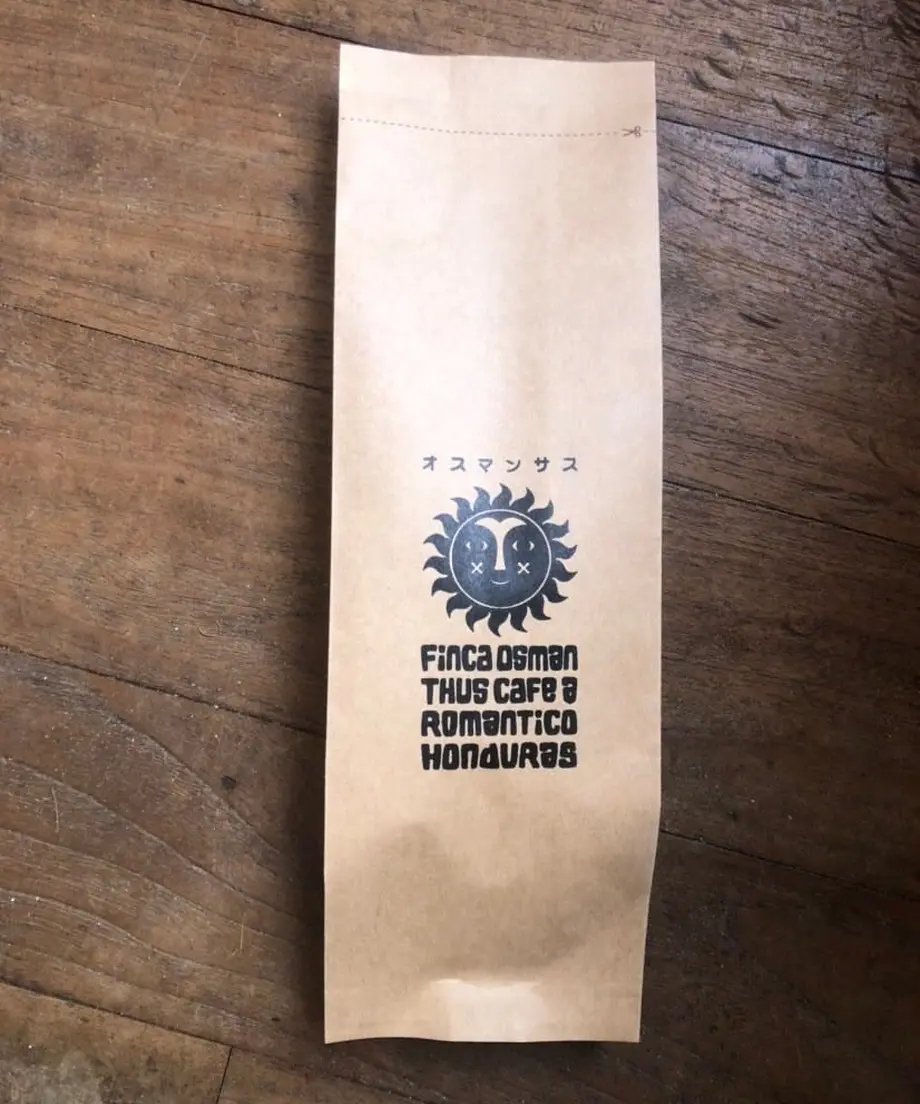 オスマンサス
Finca Osman
THUS CaFe a
ROmantiCO
HOnduRas